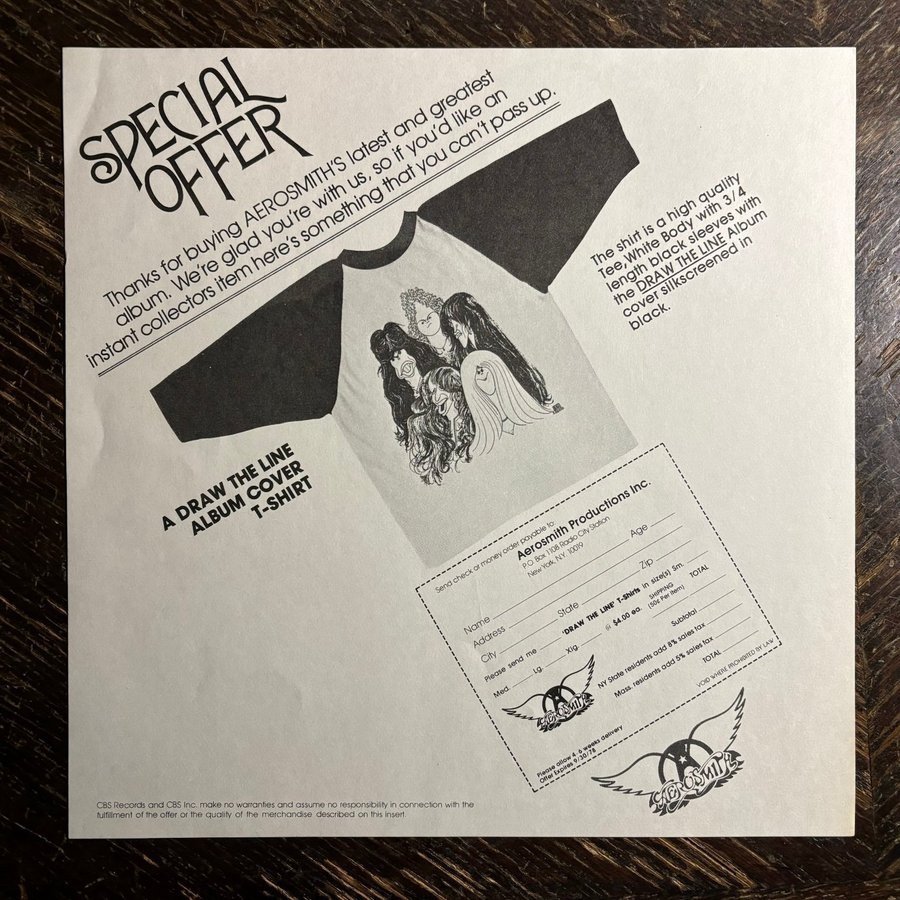 SPECIAL
OFFER
Thanks for buying AEROSMITH'S latest and greatest
album. We're glad you're with us, so if you'd like an
instant collectors item here's something that you can't pass up.
The shirt is a high quality
Tee, White Body with 3/4
length black sleeves with
the DRAW THE LINE Album
cover silkscreened in
black.
A DRAW THE LINE
ALBUM COVER
T-SHIRT
Send check or money order payable to:
Aerosmith Productions Inc.
P.O. Box 1108 Radio City Station
New York, N.Y. 10019
Name Age
Address
City State Zip
Please send me 'DRAW THE LINE' T-Shirts in size(s) Sm.
Med. Lg. Xlg. @ $4.00 ea. SHIPPING (50¢ Per Item) TOTAL
Subtotal
NY State residents add 8% sales tax
Mass. residents add 5% sales tax
TOTAL
VOID WHERE PROHIBITED BY LAW
AEROSMITH
Please allow 4-6 weeks delivery
Offer Expires 9/30/78
AEROSMITH
CBS Records and CBS Inc. make no warranties and assume no responsibility in connection with the
fulfillment of the offer or the quality of the merchandise described on this insert.